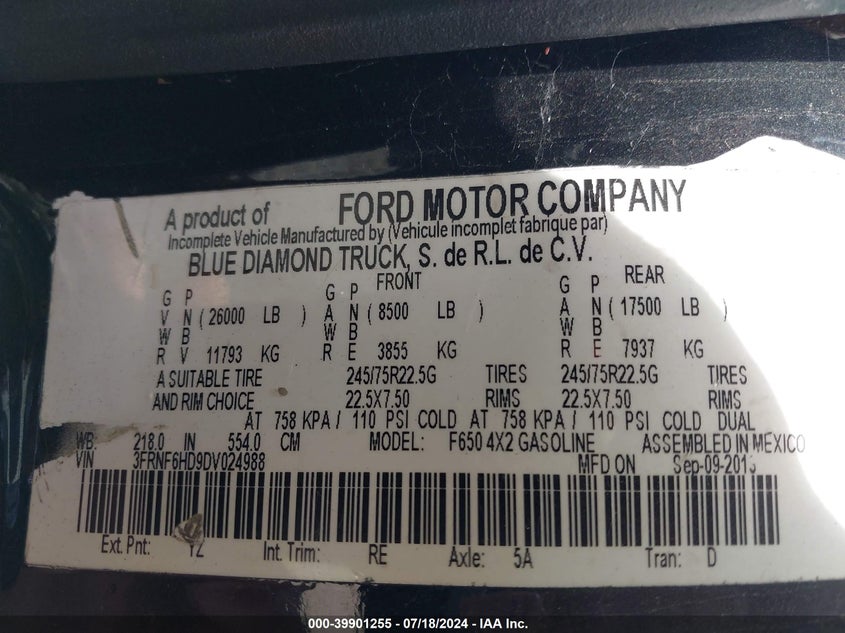 A product of FORD MOTOR COMPANY
Incomplete Vehicle Manufactured by (Vehicule incomplet fabrique par)
BLUE DIAMOND TRUCK, S. de R.L. de C.V.
FRONT REAR
G P G P G P
V N ( 26000 LB ) A N ( 8500 LB ) A N ( 17500 LB )
W B W B W B
R V 11793 KG R E 3855 KG R E 7937 KG
A SUITABLE TIRE 245/75R22.5G TIRES 245/75R22.5G TIRES
AND RIM CHOICE 22.5X7.50 RIMS 22.5X7.50 RIMS
AT 758 KPA / 110 PSI COLD AT 758 KPA / 110 PSI COLD DUAL
WB: 218.0 IN 554.0 CM MODEL: F650 4X2 GASOLINE ASSEMBLED IN MEXICO
VIN 3FRNF6HD9DV024988 MFD ON
Ext. Pnt: YZ Int. Trim: RE Axle: 5A Tran: D
000-39901255 - 07/18/2024 - IAA Inc.